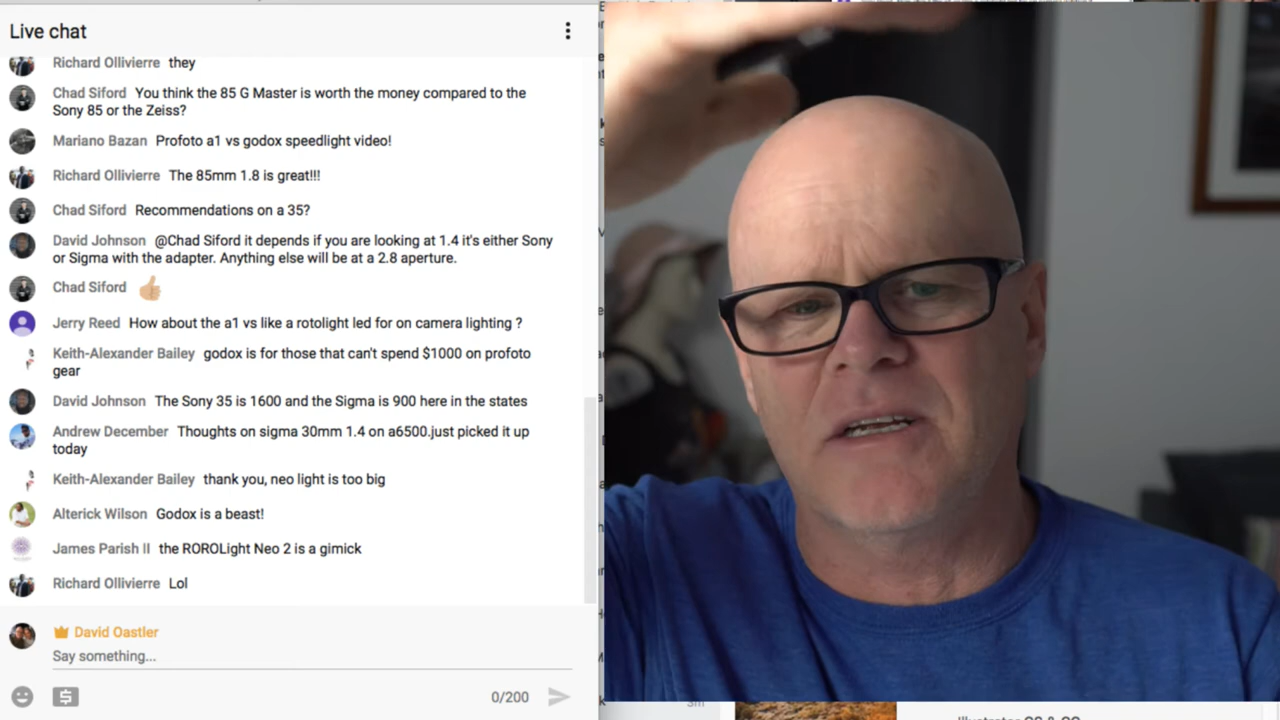 Live chat
Richard Ollivierre they
Chad Siford You think the 85 G Master is worth the money compared to the
Sony 85 or the Zeiss?
Mariano Bazan Profoto a1 vs godox speedlight video!
Richard Ollivierre The 85mm 1.8 is great!!!
Chad Siford Recommendations on a 35?
David Johnson @Chad Siford it depends if you are looking at 1.4 it's either Sony
or Sigma with the adapter. Anything else will be at a 2.8 aperture.
Chad Siford
Jerry Reed How about the a1 vs like a rotolight led for on camera lighting ?
Keith-Alexander Bailey godox is for those that can't spend $1000 on profoto
gear
David Johnson The Sony 35 is 1600 and the Sigma is 900 here in the states
Andrew December Thoughts on sigma 30mm 1.4 on a6500.just picked it up
today
Keith-Alexander Bailey thank you, neo light is too big
Alterick Wilson Godox is a beast!
James Parish II the ROROLight Neo 2 is a gimick
Richard Ollivierre Lol
David Oastler
Say something...
0/200
3m